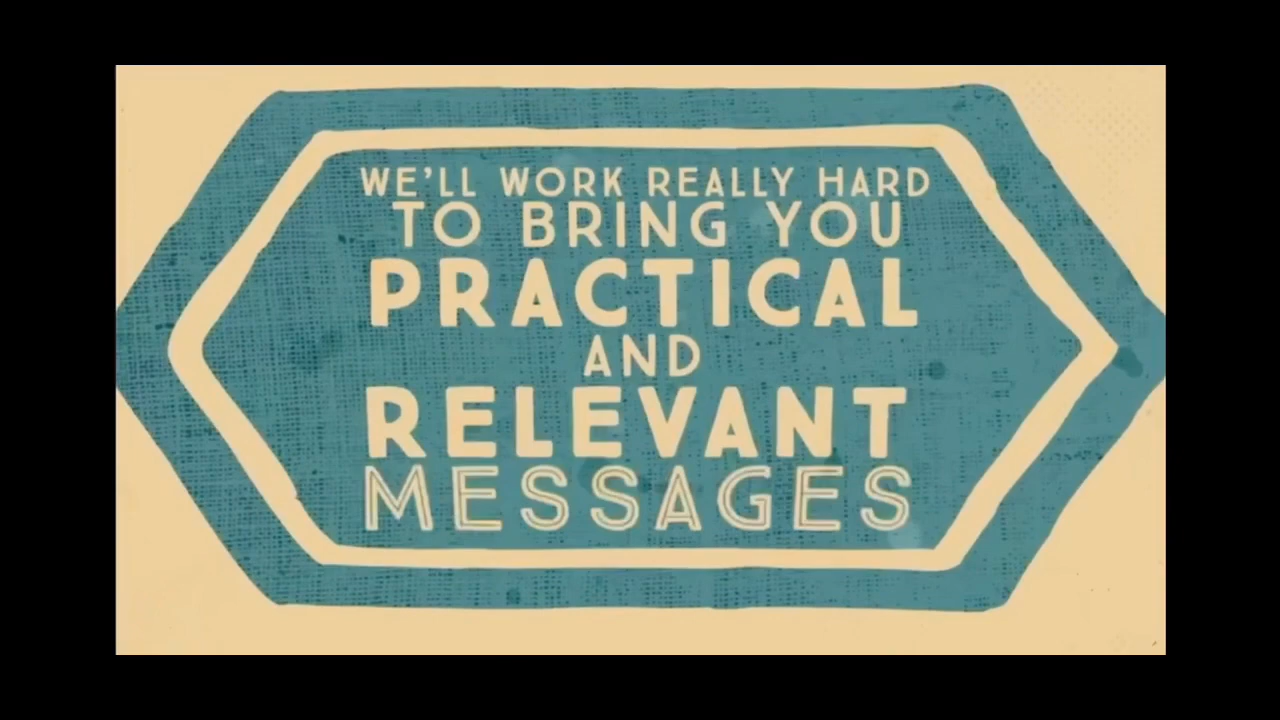 WE'LL WORK REALLY HARD
TO BRING YOU
PRACTICAL
AND
RELEVANT
MESSAGES